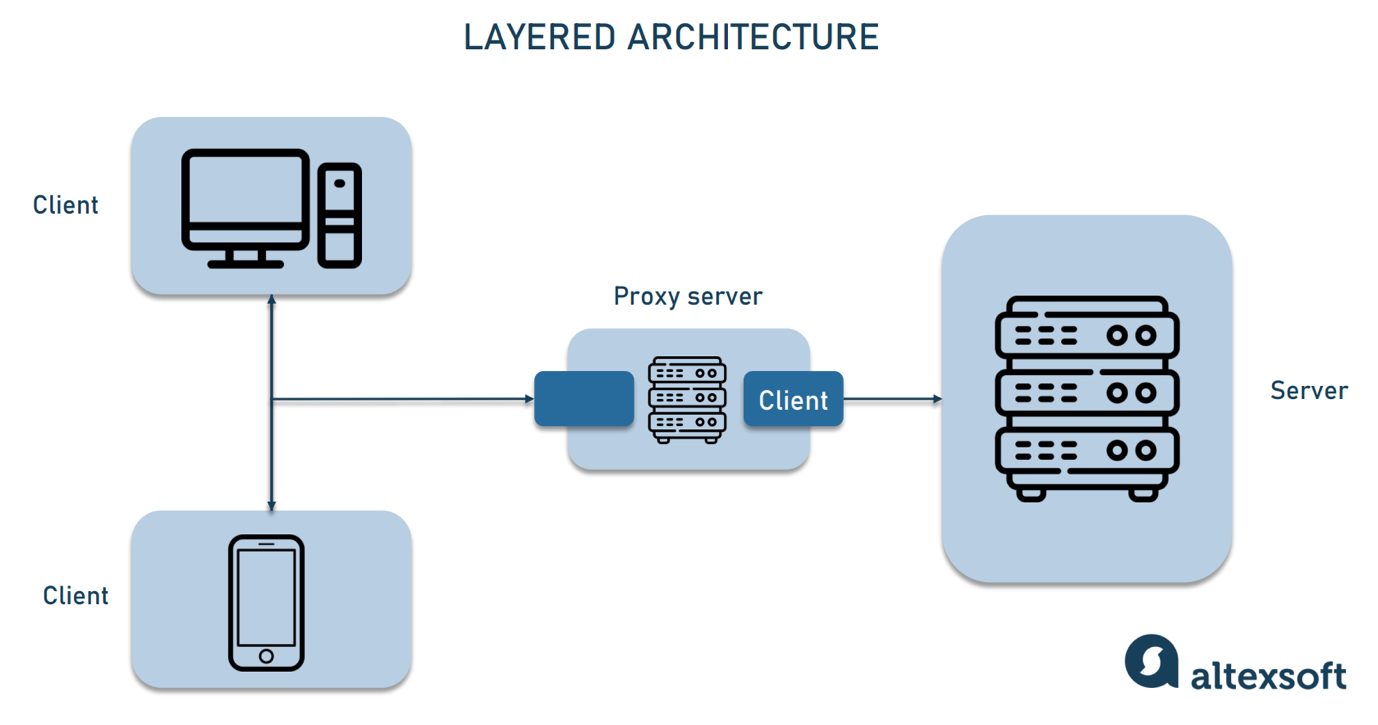 LAYERED ARCHITECTURE
Client
Proxy server
Client
Server
Client
altexsoft